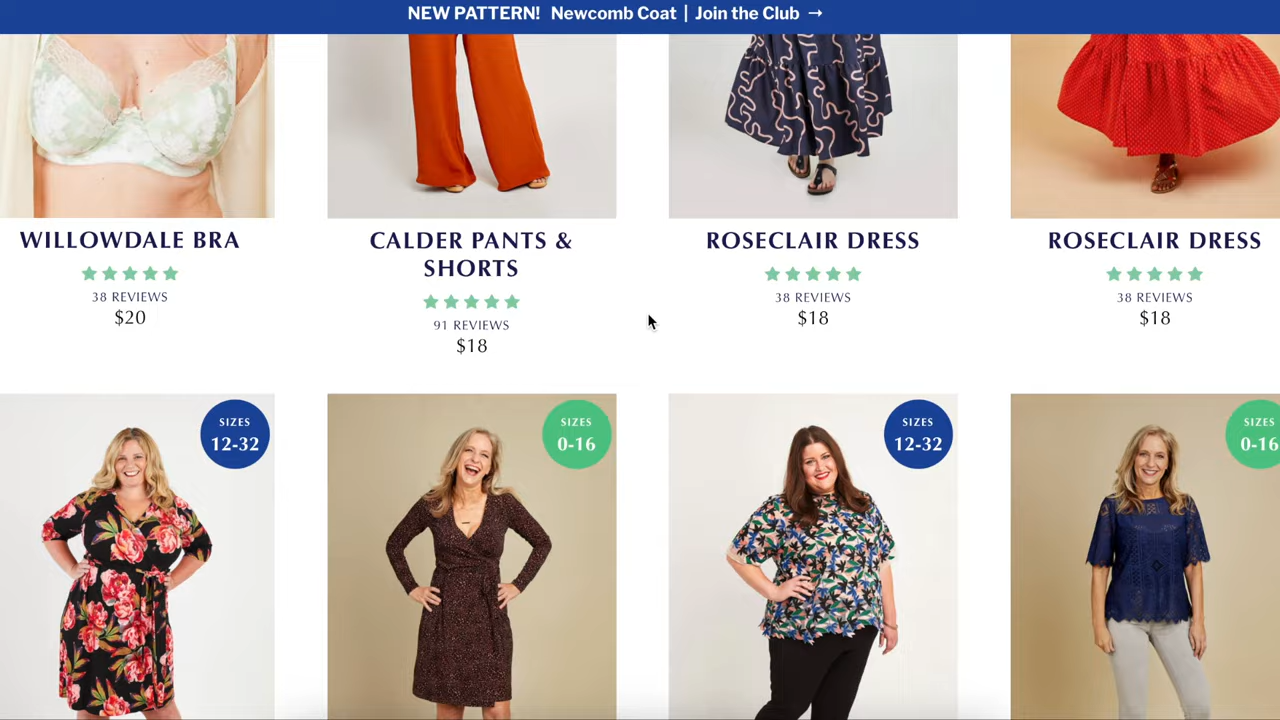 NEW PATTERN! Newcomb Coat | Join the Club →
WILLOWDALE BRA
38 REVIEWS
$20
CALDER PANTS &
SHORTS
91 REVIEWS
$18
ROSECLAIR DRESS
38 REVIEWS
$18
ROSECLAIR DRESS
38 REVIEWS
$18
SIZES
12-32
SIZES
0-16
SIZES
12-32
SIZES
0-16